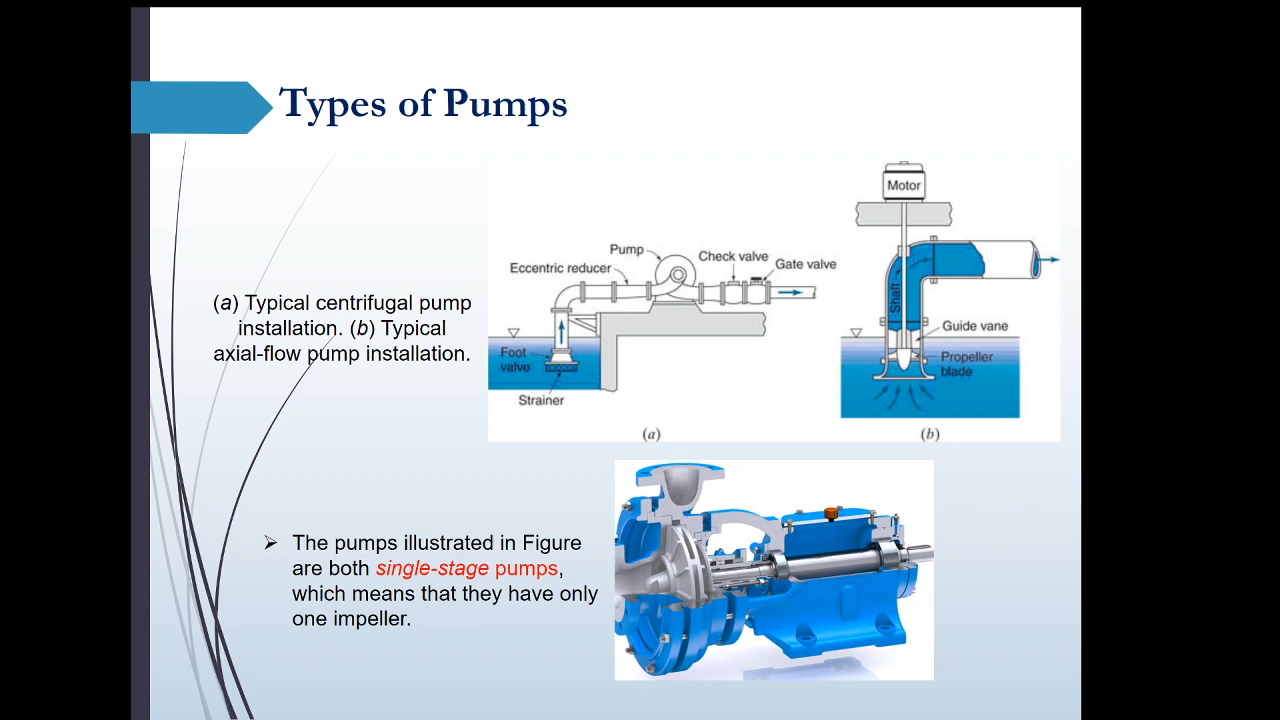 Types of Pumps
(a) Typical centrifugal pump
installation. (b) Typical
axial-flow pump installation.
Pump
Eccentric reducer
Check valve
Gate valve
Foot
valve
Strainer
(a)
Motor
Shaft
Guide vane
Propeller
blade
(b)
➢ The pumps illustrated in Figure
are both single-stage pumps,
which means that they have only
one impeller.